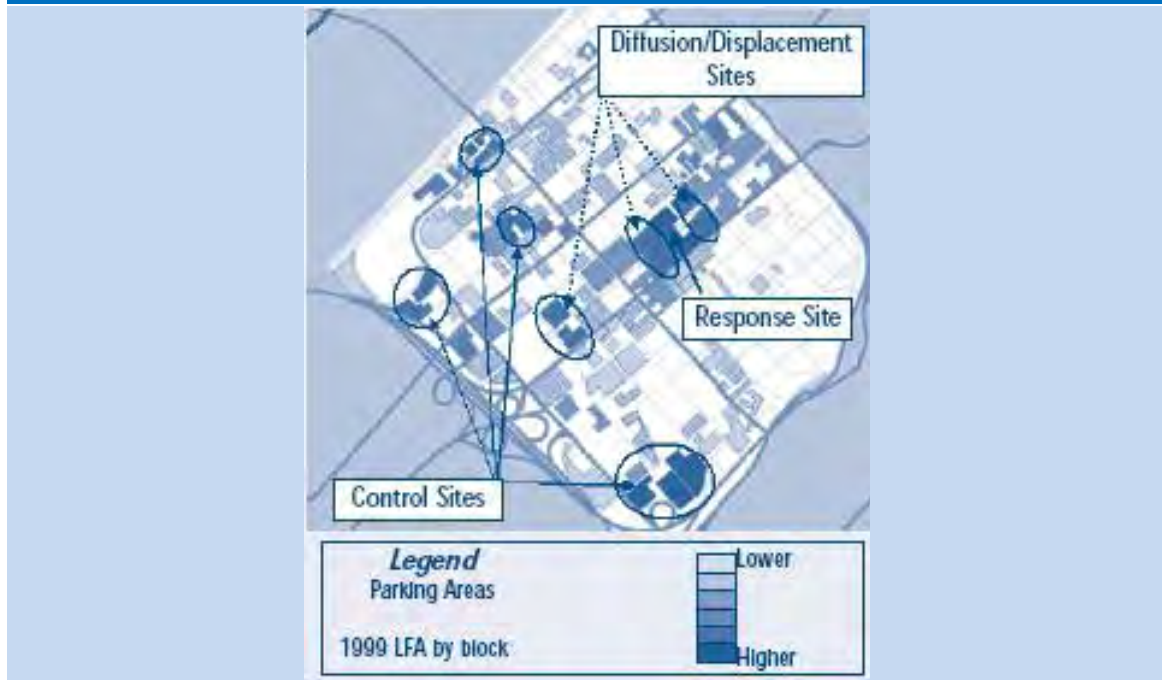 Diffusion/Displacement
Sites
Response Site
Control Sites
Legend
Parking Areas
1999 LFA by block
Lower
Higher